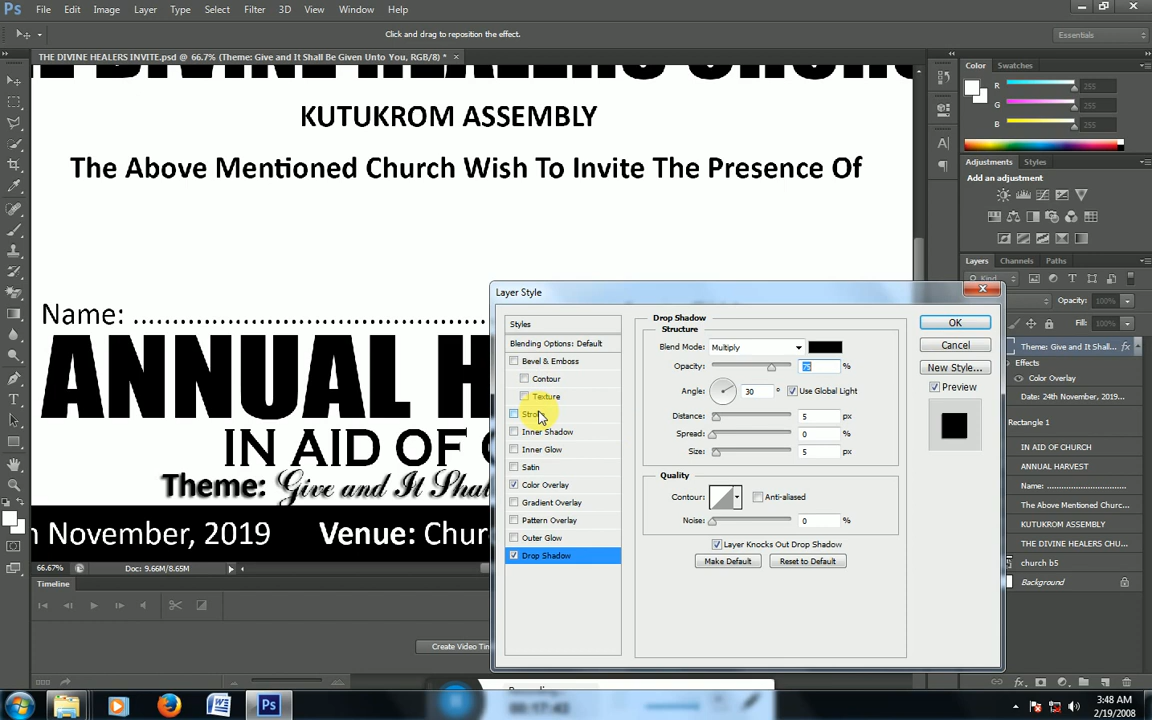 Ps File Edit Image Layer Type Select Filter 3D View Window Help
Click and drag to reposition the effect.
Essentials
THE DIVINE HEALERS INVITE.psd @ 66.7% (Theme: Give and It Shall Be Given Unto You, RGB/8) * ×
E DIVINE HEALERS CHURC
KUTUKROM ASSEMBLY
The Above Mentioned Church Wish To Invite The Presence Of
Name:
ANNUAL H
IN AID OF C
Theme: Give and It Shal
n November, 2019 Venue: Churc
66.67% Doc: 9.66M/8.65M
Timeline
Create Video Tim
Color Swatches
R 255
G 255
B 255
Adjustments Styles
Add an adjustment
Layers Channels Paths
Kind
Opacity: 100%
Fill: 100%
Theme: Give and It Shall... fx
Effects
Color Overlay
Date: 24th November, 2019...
Rectangle 1
IN AID OF CHURCH
ANNUAL HARVEST
Name: ...
The Above Mentioned Churc...
KUTUKROM ASSEMBLY
THE DIVINE HEALERS CHU...
church b5
Background
Layer Style
Styles
Blending Options: Default
Bevel & Emboss
Contour
Texture
Stroke
Inner Shadow
Inner Glow
Satin
Color Overlay
Gradient Overlay
Pattern Overlay
Outer Glow
Drop Shadow
Drop Shadow
Structure
Blend Mode: Multiply
Opacity: 75 %
Angle: 30 ° Use Global Light
Distance: 5 px
Spread: 0 %
Size: 5 px
Quality
Contour: Anti-aliased
Noise: 0 %
Layer Knocks Out Drop Shadow
Make Default Reset to Default
OK
Cancel
New Style...
Preview
00:17:43
3:48 AM
2/19/2008